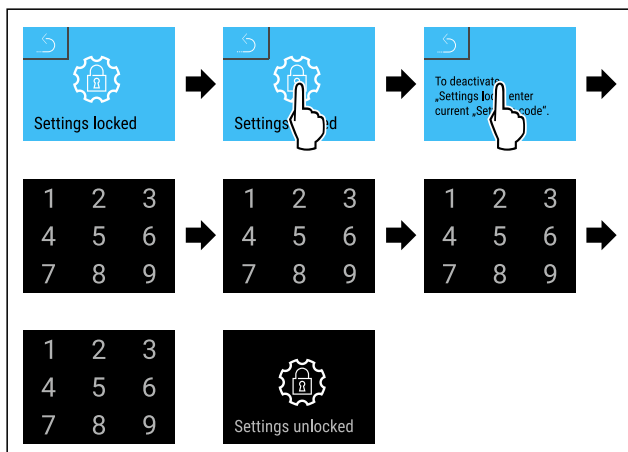 Settings locked
Settings
To deactivate
„Settings enter
current „Set code".
1 2 3
4 5 6
7 8 9
1 2 3
4 5 6
7 8 9
1 2 3
4 5 6
7 8 9
1 2 3
4 5 6
7 8 9
Settings unlocked